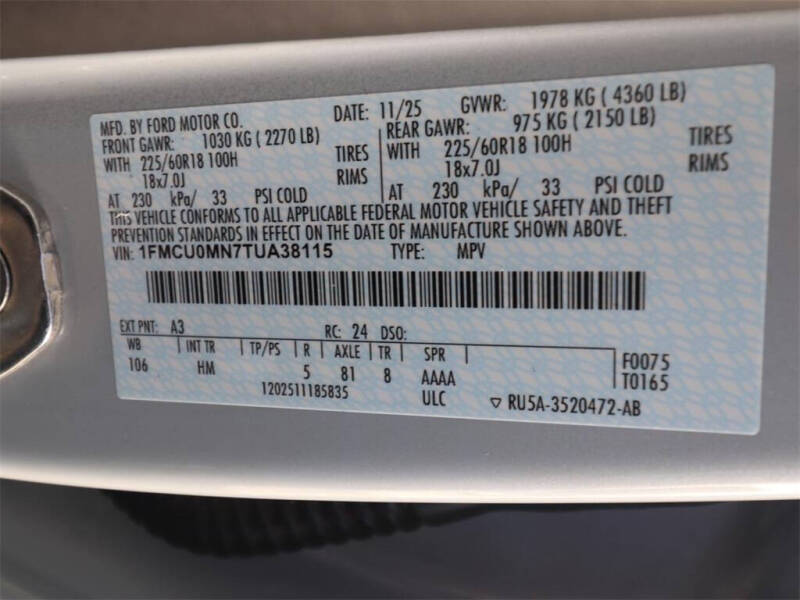 MFD. BY FORD MOTOR CO. DATE: 11/25 GVWR: 1978 KG ( 4360 LB)
FRONT GAWR: 1030 KG ( 2270 LB) REAR GAWR: 975 KG ( 2150 LB)
WITH 225/60R18 100H TIRES WITH 225/60R18 100H TIRES
18x7.0J RIMS 18x7.0J RIMS
AT 230 kPa/ 33 PSI COLD AT 230 kPa/ 33 PSI COLD
THIS VEHICLE CONFORMS TO ALL APPLICABLE FEDERAL MOTOR VEHICLE SAFETY AND THEFT
PREVENTION STANDARDS IN EFFECT ON THE DATE OF MANUFACTURE SHOWN ABOVE.
VIN: 1FMCU0MN7TUA38115 TYPE: MPV
EXT PNT: A3 RC: 24 DSO:
WB INT TR TP/PS R AXLE TR SPR F0075
106 HM 5 81 8 AAAA T0165
1202511185835 ULC ▽ RU5A-3520472-AB